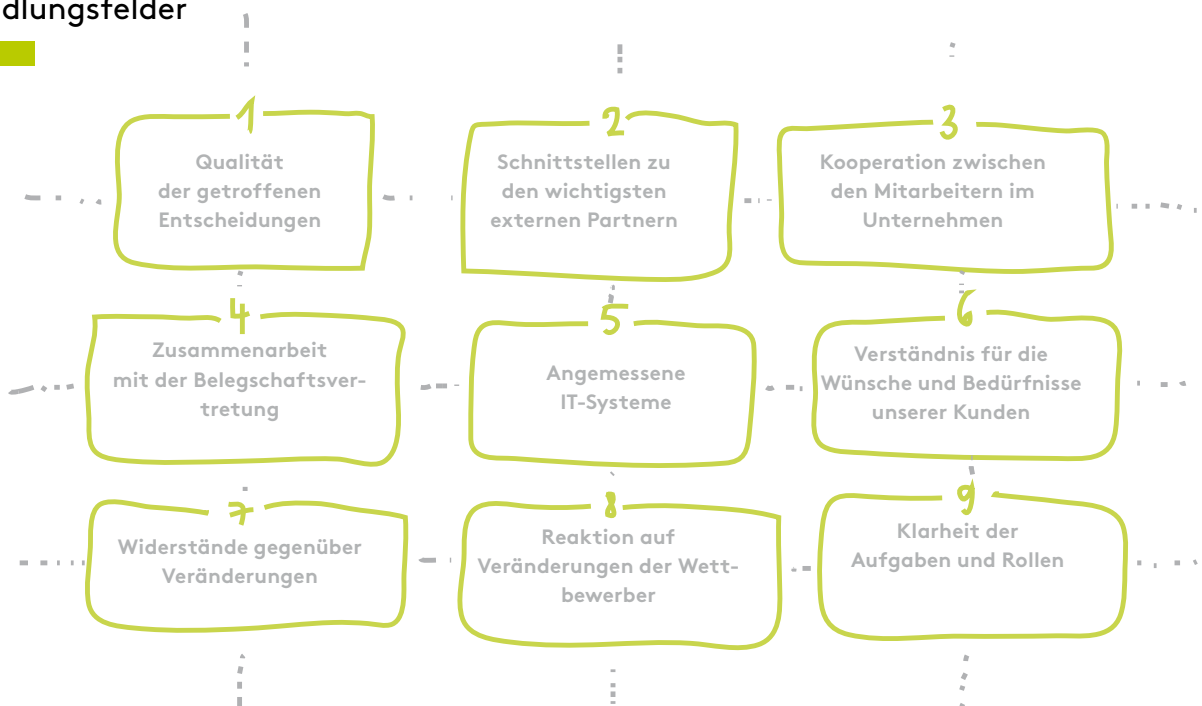 dlungsfelder
1
Qualität
der getroffenen
Entscheidungen
2
Schnittstellen zu
den wichtigsten
externen Partnern
3
Kooperation zwischen
den Mitarbeitern im
Unternehmen
4
Zusammenarbeit
mit der Belegschaftsver-
tretung
5
Angemessene
IT-Systeme
6
Verständnis für die
Wünsche und Bedürfnisse
unserer Kunden
7
Widerstände gegenüber
Veränderungen
8
Reaktion auf
Veränderungen der Wett-
bewerber
9
Klarheit der
Aufgaben und Rollen